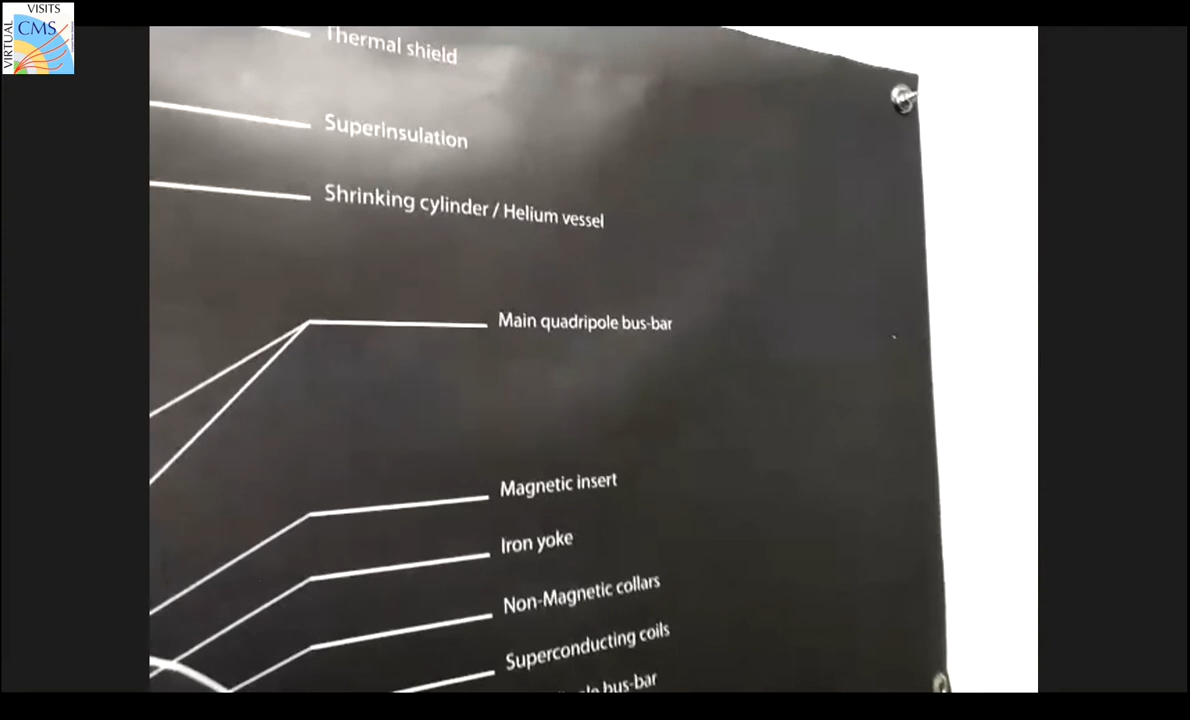 VISITS
VIRTUAL
CMS
Thermal shield
Superinsulation
Shrinking cylinder / Helium vessel
Main quadripole bus-bar
Magnetic insert
Iron yoke
Non-Magnetic collars
Superconducting coils
bus-bar